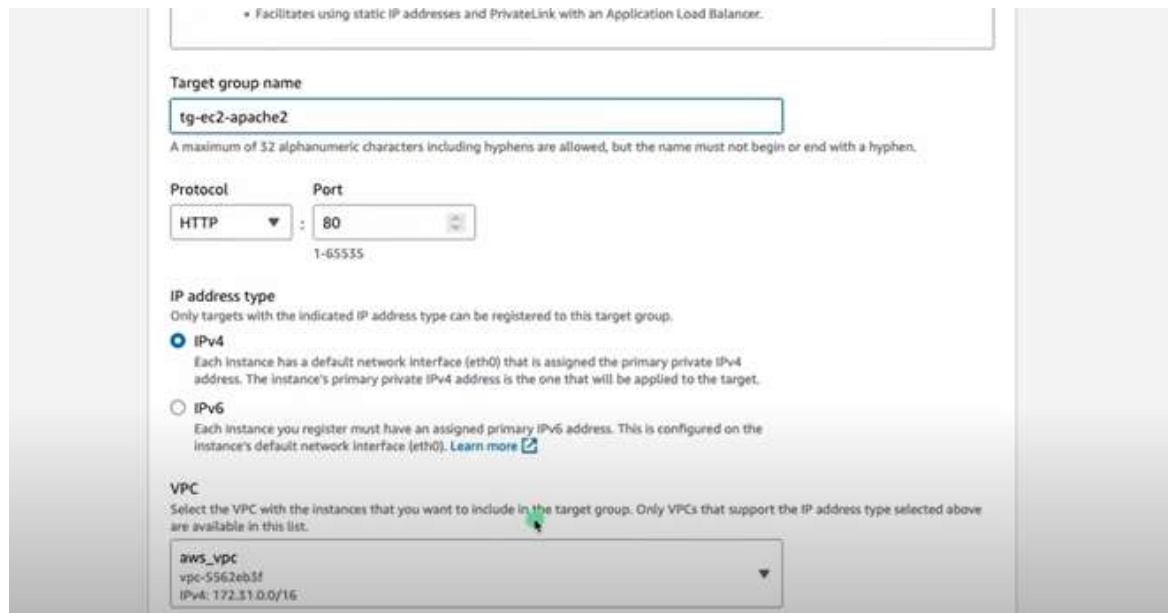 • Facilitates using static IP addresses and PrivateLink with an Application Load Balancer.
Target group name
tg-ec2-apache2
A maximum of 32 alphanumeric characters including hyphens are allowed, but the name must not begin or end with a hyphen.
Protocol Port
HTTP : 80
1-65535
IP address type
Only targets with the indicated IP address type can be registered to this target group.
IPv4
Each instance has a default network interface (eth0) that is assigned the primary private IPv4
address. The instance's primary private IPv4 address is the one that will be applied to the target.
IPv6
Each instance you register must have an assigned primary IPv6 address. This is configured on the
instance's default network interface (eth0). Learn more
VPC
Select the VPC with the instances that you want to include in the target group. Only VPCs that support the IP address type selected above
are available in this list.
aws_vpc
vpc-5562eb3f
IPv4: 172.31.0.0/16